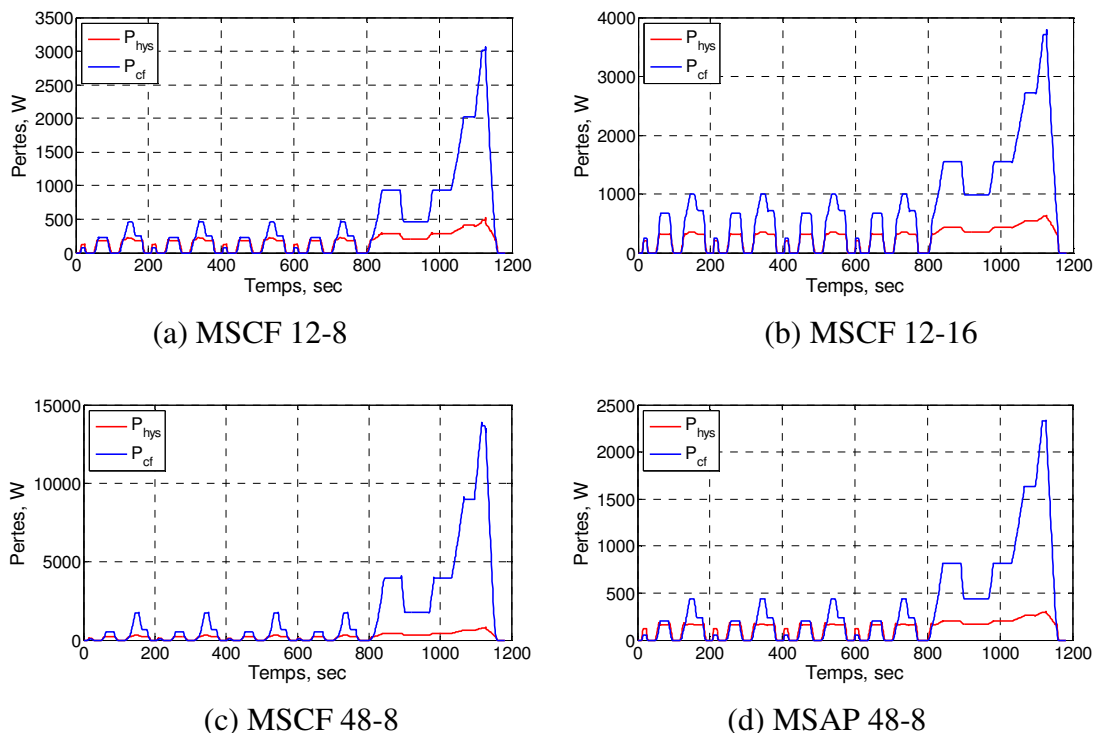 3500
3000
2500
2000
1500
1000
500
0
0 200 400 600 800 1000 1200
Pertes, W
Temps, sec
P_hys
P_cf
(a) MSCF 12-8
4000
3000
2000
1000
0
0 200 400 600 800 1000 1200
Pertes, W
Temps, sec
P_hys
P_cf
(b) MSCF 12-16
15000
10000
5000
0
0 200 400 600 800 1000 1200
Pertes, W
Temps, sec
P_hys
P_cf
(c) MSCF 48-8
2500
2000
1500
1000
500
0
0 200 400 600 800 1000 1200
Pertes, W
Temps, sec
P_hys
P_cf
(d) MSAP 48-8